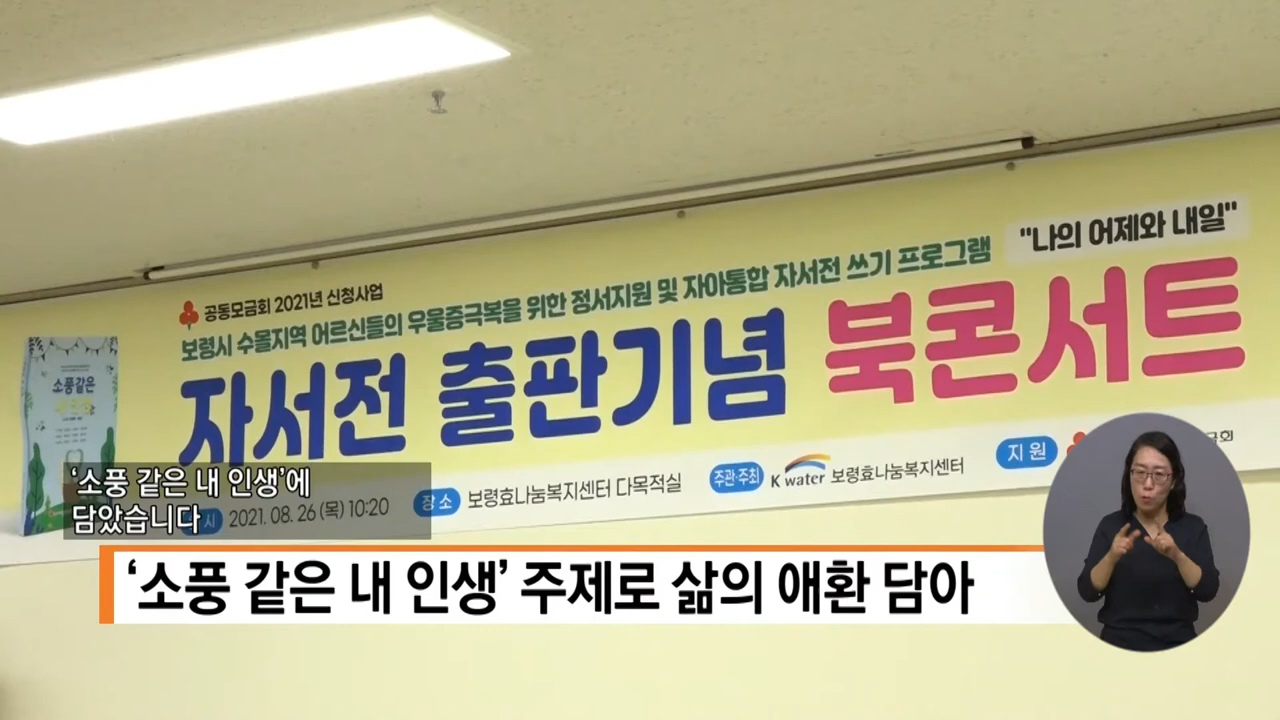 "나의 어제와 내일"
공동모금회 2021년 신청사업
보령시 수몰지역 어르신들의 우울증극복을 위한 정서지원 및 자아통합 자서전 쓰기 프로그램
자서전 출판기념 북콘서트
소풍같은
시 2021. 08. 26 (목) 10:20
장소 보령효나눔복지센터 다목적실
주관·주최 K water 보령효나눔복지센터
지원
‘소풍 같은 내 인생’에
담았습니다
‘소풍 같은 내 인생’ 주제로 삶의 애환 담아